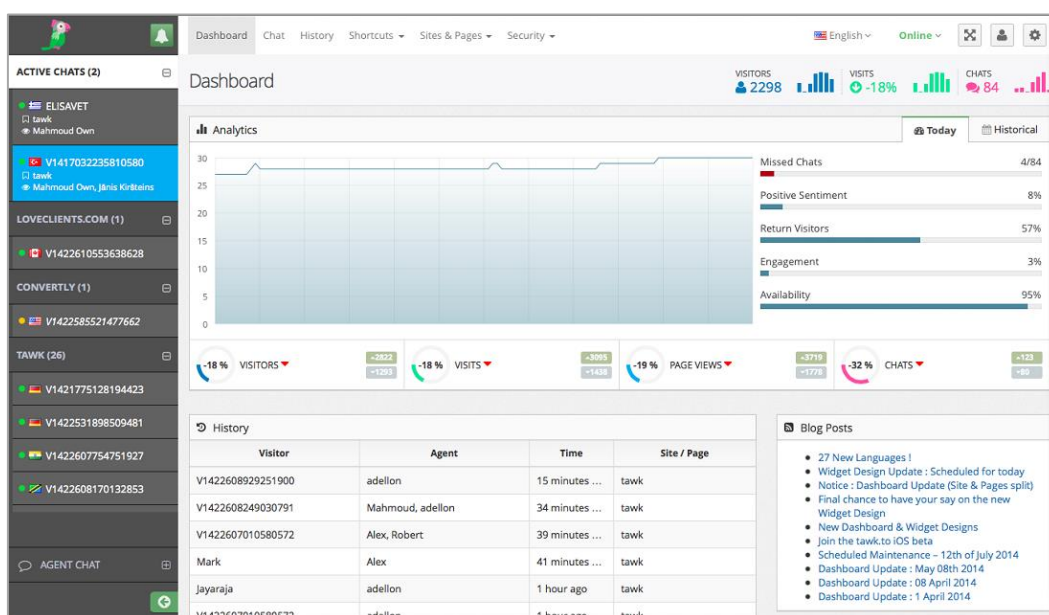 Dashboard Chat History Shortcuts Sites & Pages Security English Online
ACTIVE CHATS (2)
ELISAVET
tawk
Mahmoud Own
V1417032235810580
tawk
Mahmoud Own, Jānis Kiršteins
LOVECLIENTS.COM (1)
V1422610553638628
CONVERTLY (1)
V1422585521477662
TAWK (26)
V1421775128194423
V1422531898509481
V1422607754751927
V1422608170132853
AGENT CHAT
Dashboard
VISITORS
2298
VISITS
-18%
CHATS
84
Analytics
Today Historical
30
25
20
15
10
5
0
Missed Chats 4/84
Positive Sentiment 8%
Return Visitors 57%
Engagement 3%
Availability 95%
-18 % VISITORS 2822
1293
-18 % VISITS 3095
1438
-19 % PAGE VIEWS 3719
1778
-32 % CHATS 123
80
History
Visitor Agent Time Site / Page
V1422608929251900 adellon 15 minutes ... tawk
V1422608249030791 Mahmoud, adellon 34 minutes ... tawk
V1422607010580572 Alex, Robert 39 minutes ... tawk
Mark Alex 41 minutes ... tawk
Jayaraja adellon 1 hour ago tawk
Blog Posts
27 New Languages !
Widget Design Update : Scheduled for today
Notice : Dashboard Update (Site & Pages split)
Final chance to have your say on the new
Widget Design
New Dashboard & Widget Designs
Join the tawk.to iOS beta
Scheduled Maintenance – 12th of July 2014
Dashboard Update : May 08th 2014
Dashboard Update : 08 April 2014
Dashboard Update : 1 April 2014